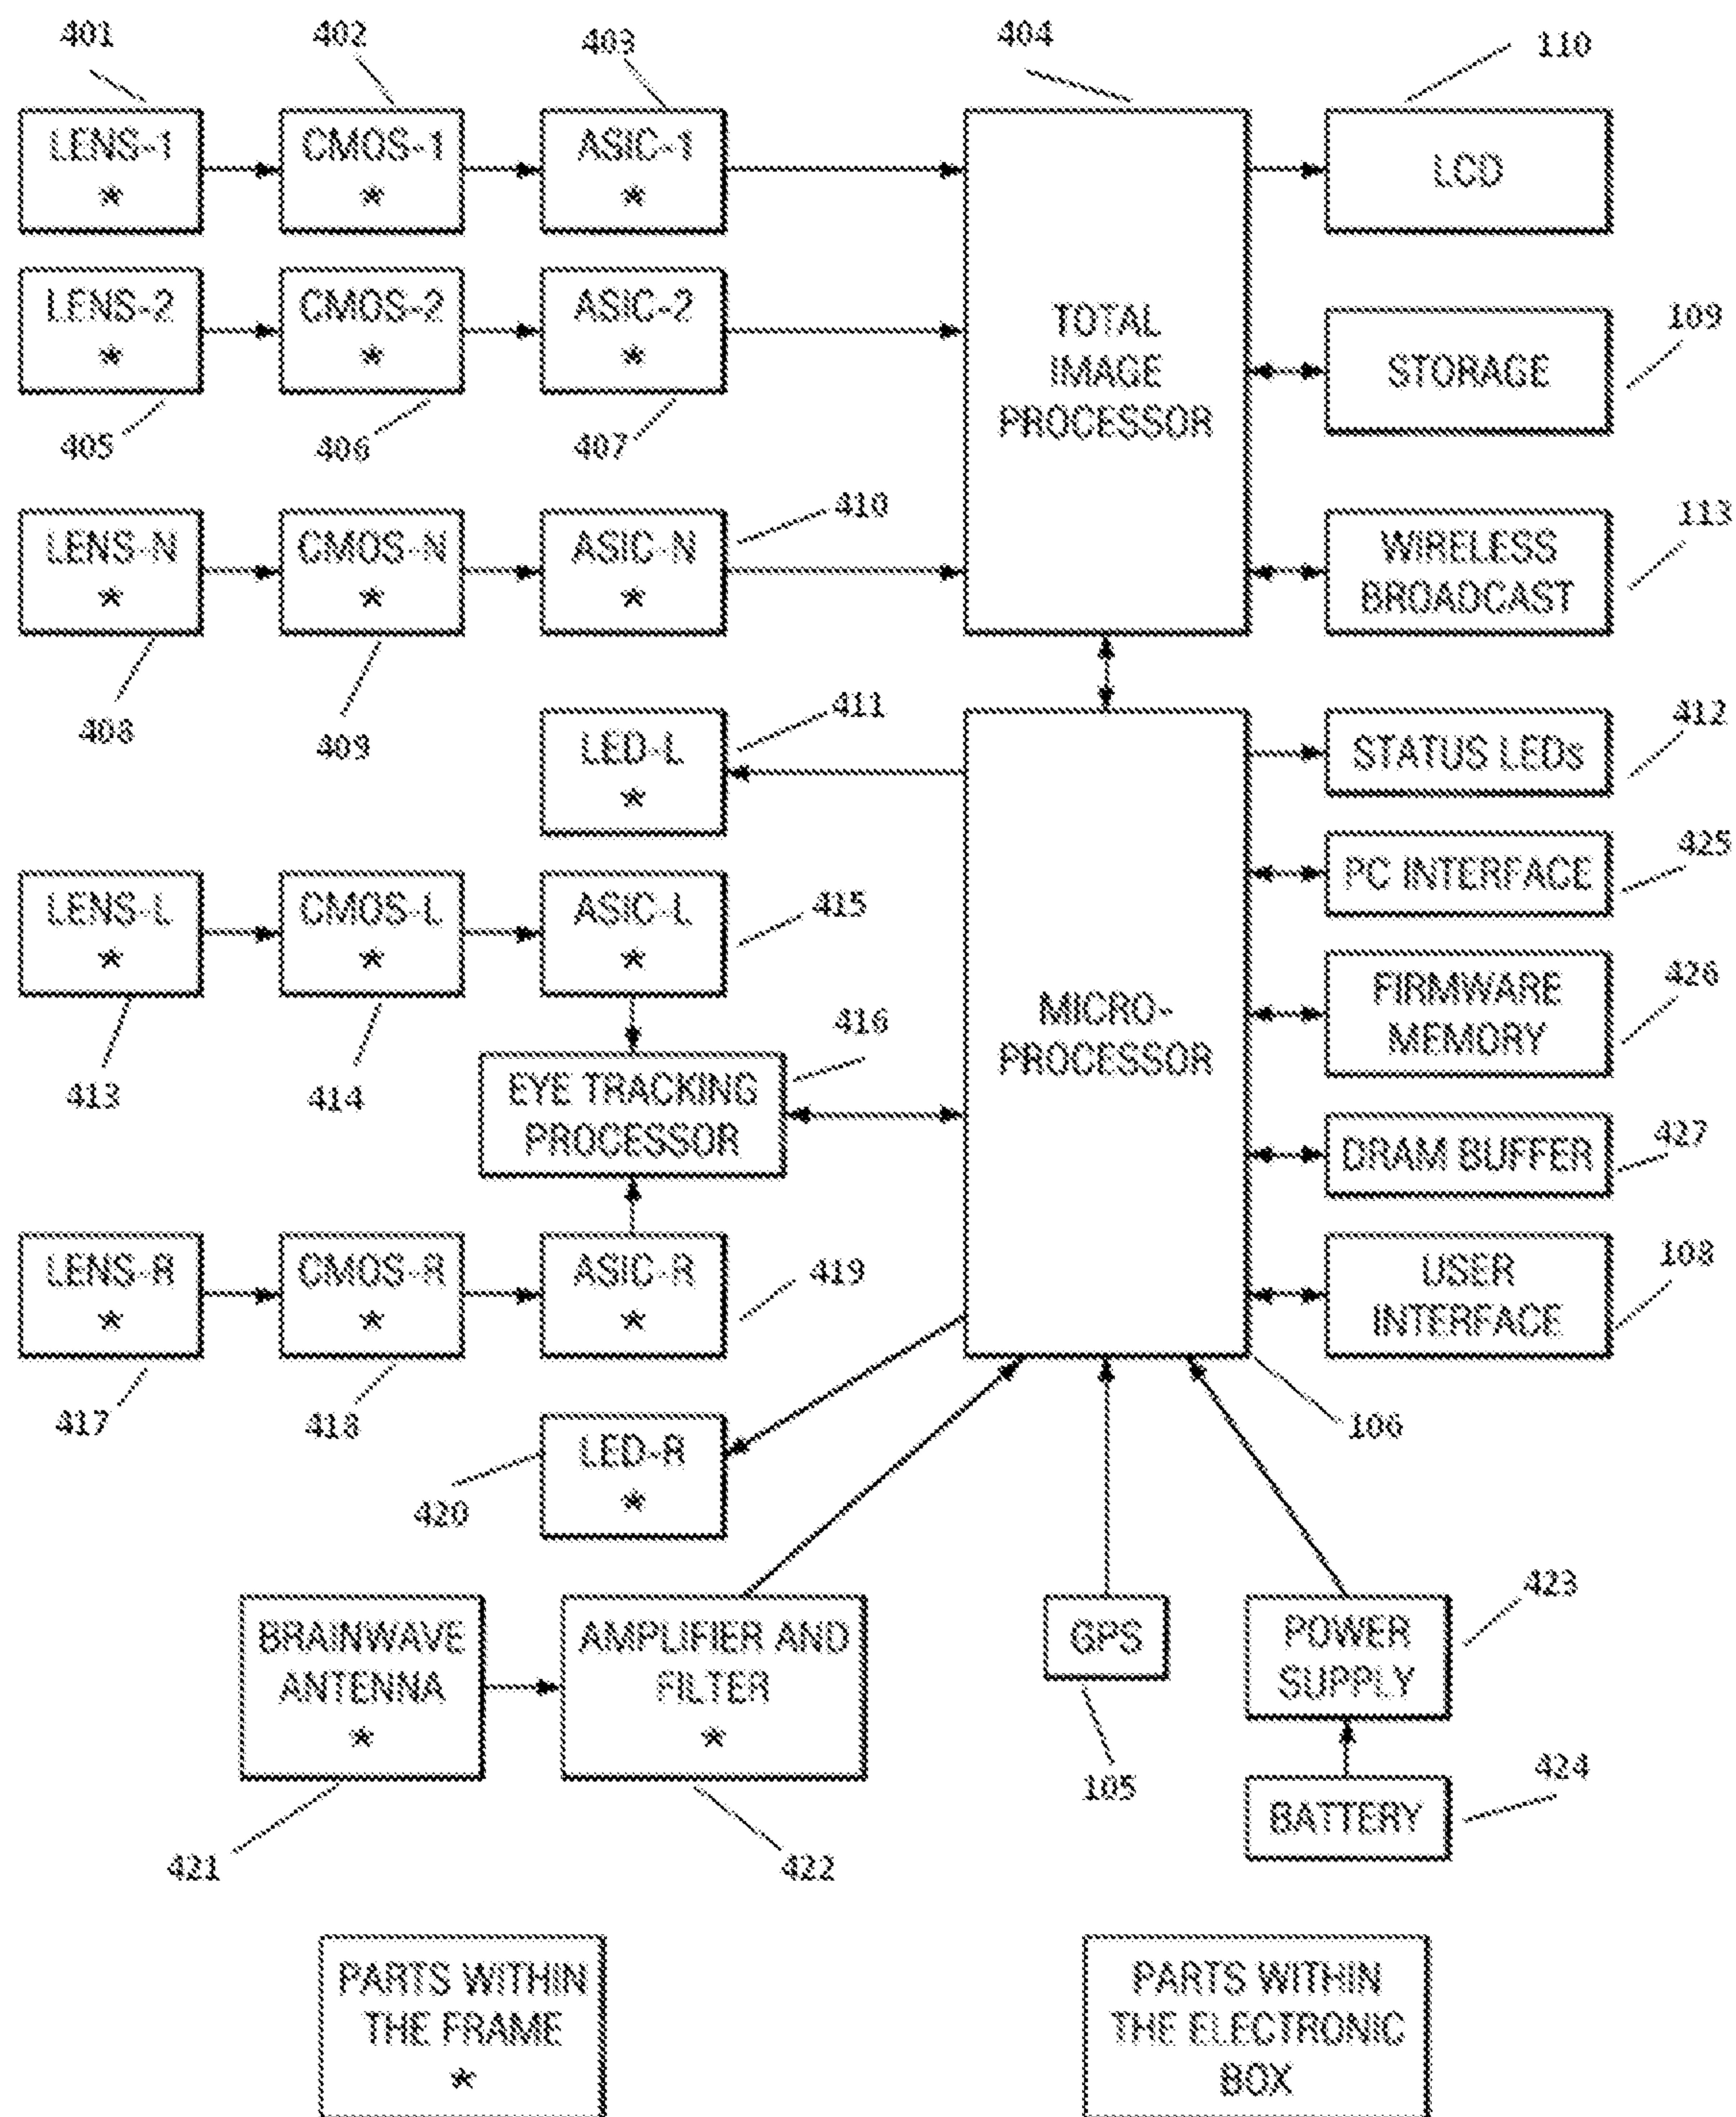 401
402
403
404
110
LENS-1
*
CMOS-1
*
ASIC-1
*
LCD
LENS-2
*
CMOS-2
*
ASIC-2
*
TOTAL
IMAGE
PROCESSOR
STORAGE
109
405
406
407
LENS-N
*
CMOS-N
*
ASIC-N
*
410
WIRELESS
BROADCAST
113
408
409
LED-L
*
411
STATUS LEDs
412
PC INTERFACE
425
LENS-L
*
CMOS-L
*
ASIC-L
*
415
FIRMWARE
MEMORY
426
413
414
EYE TRACKING
PROCESSOR
416
MICRO-
PROCESSOR
DRAM BUFFER
427
LENS-R
*
CMOS-R
*
ASIC-R
*
419
USER
INTERFACE
108
417
418
106
LED-R
*
420
BRAINWAVE
ANTENNA
*
AMPLIFIER AND
FILTER
*
GPS
POWER
SUPPLY
423
105
BATTERY
424
421
422
PARTS WITHIN
THE FRAME
*
PARTS WITHIN
THE ELECTRONIC
BOX